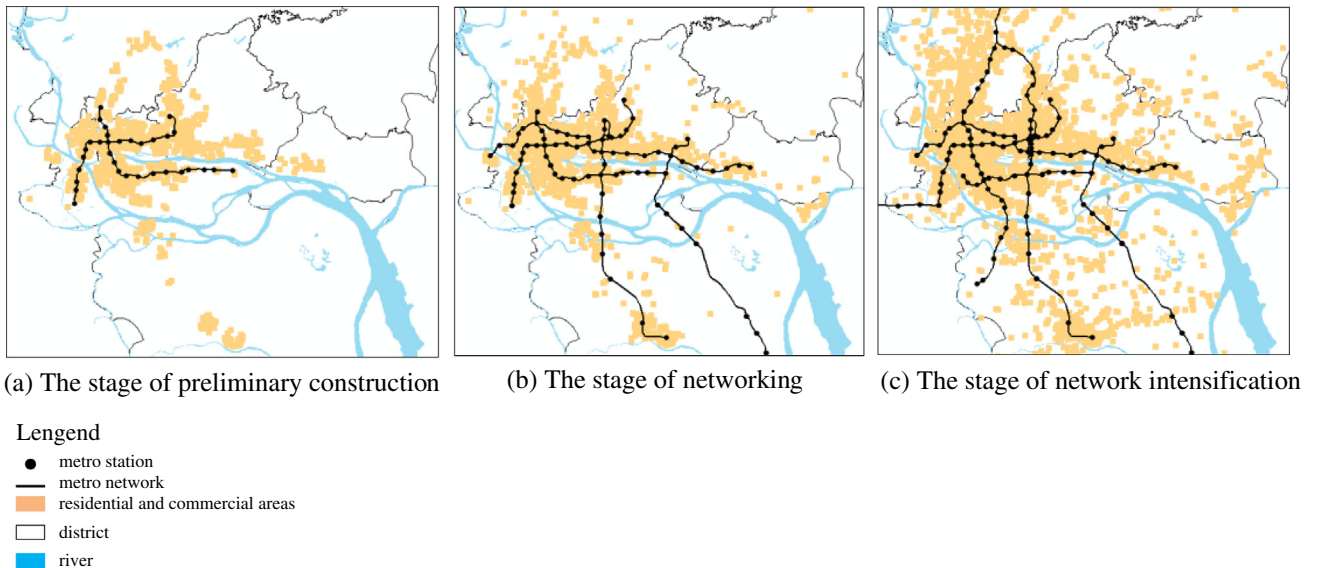 (a) The stage of preliminary construction
(b) The stage of networking
(c) The stage of network intensification
Lengend
metro station
metro network
residential and commercial areas
district
river